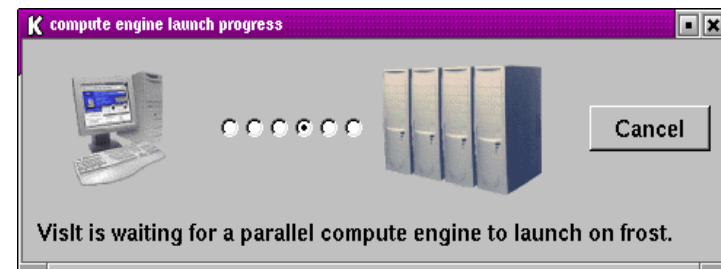 compute engine launch progress
Cancel
VisIt is waiting for a parallel compute engine to launch on frost.